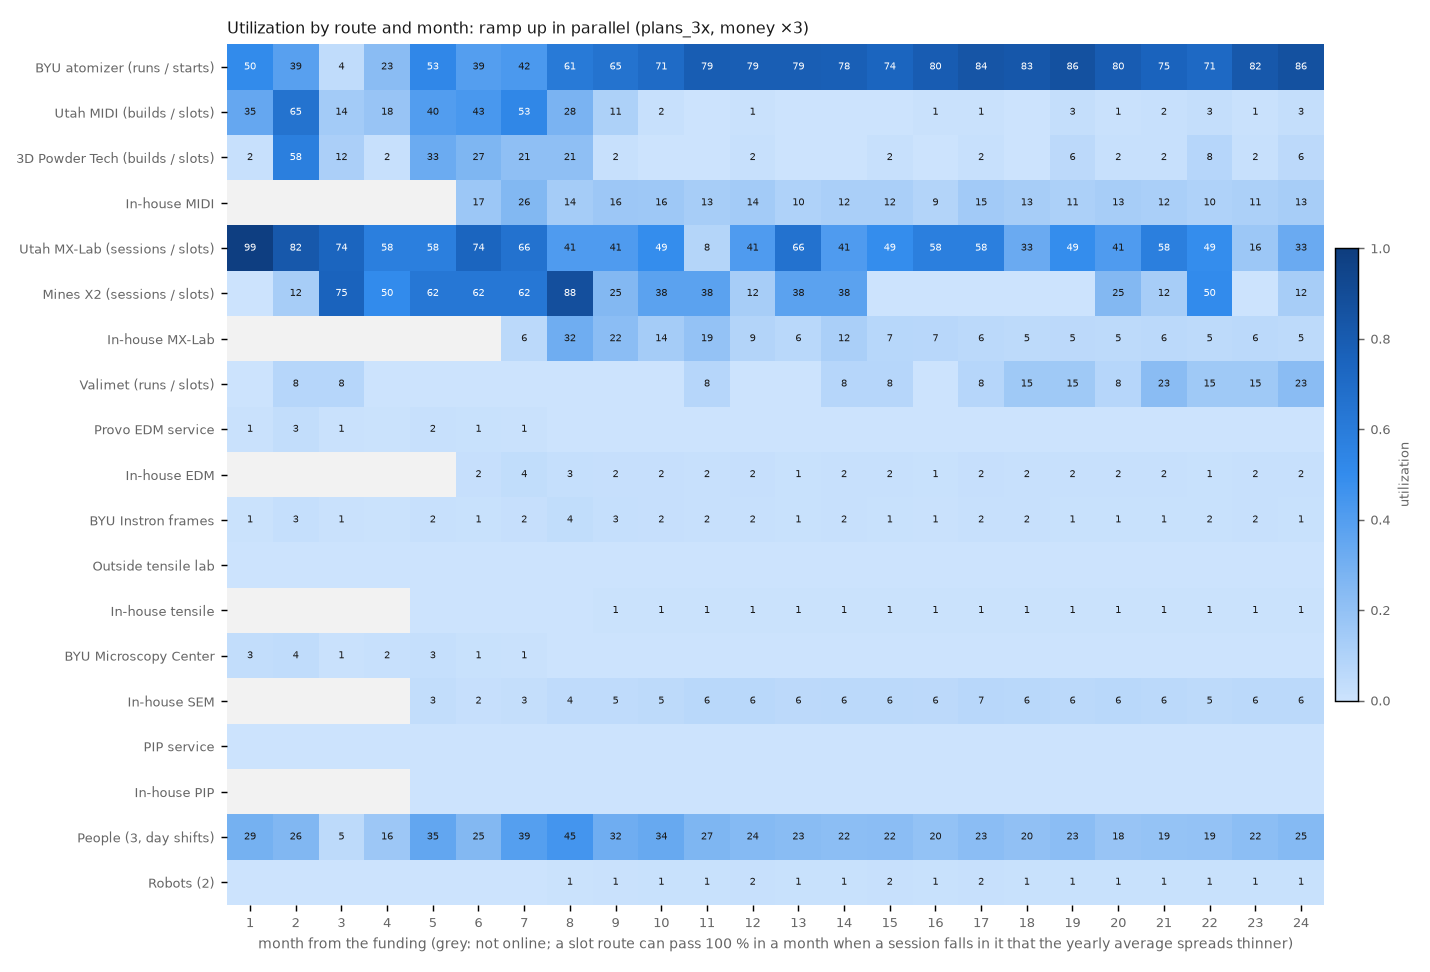 Utilization by route and month: ramp up in parallel (plans_3x, money ×3)
BYU atomizer (runs / starts) 50 39 4 23 53 39 42 61 65 71 79 79 79 78 74 80 84 83 86 80 75 71 82 86
Utah MIDI (builds / slots) 35 65 14 18 40 43 53 28 11 2 1 1 1 3 1 2 3 1 3
3D Powder Tech (builds / slots) 2 58 12 2 33 27 21 21 2 2 2 2 6 2 2 8 2 6
In-house MIDI 17 26 14 16 16 13 14 10 12 12 9 15 13 11 13 12 10 11 13
Utah MX-Lab (sessions / slots) 99 82 74 58 58 74 66 41 41 49 8 41 66 41 49 58 58 33 49 41 58 49 16 33
Mines X2 (sessions / slots) 12 75 50 62 62 62 88 25 38 38 12 38 38 25 12 50 12
In-house MX-Lab 6 32 22 14 19 9 6 12 7 7 6 5 5 5 6 5 6 5
Valimet (runs / slots) 8 8 8 8 8 8 15 15 8 23 15 15 23
Provo EDM service 1 3 1 2 1 1
In-house EDM 2 4 3 2 2 2 2 1 2 2 1 2 2 2 2 2 1 2 2
BYU Instron frames 1 3 1 2 1 2 4 3 2 2 2 1 2 1 1 2 2 1 1 1 2 2 1
Outside tensile lab
In-house tensile 1 1 1 1 1 1 1 1 1 1 1 1 1 1 1 1
BYU Microscopy Center 3 4 1 2 3 1 1
In-house SEM 3 2 3 4 5 5 6 6 6 6 6 6 7 6 6 6 6 5 6 6
PIP service
In-house PIP
People (3, day shifts) 29 26 5 16 35 25 39 45 32 34 27 24 23 22 22 20 23 20 23 18 19 19 22 25
Robots (2) 1 1 1 1 2 1 1 2 1 2 1 1 1 1 1 1 1
1 2 3 4 5 6 7 8 9 10 11 12 13 14 15 16 17 18 19 20 21 22 23 24
month from the funding (grey: not online; a slot route can pass 100 % in a month when a session falls in it that the yearly average spreads thinner)
1.0
0.8
0.6
0.4
0.2
0.0
utilization